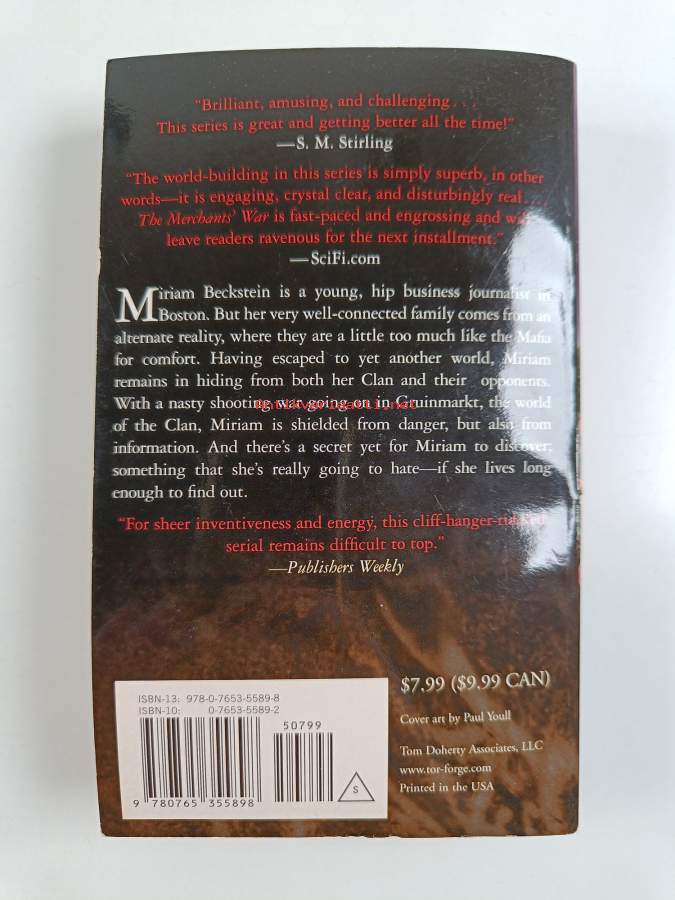 "Brilliant, amusing, and challenging . . .
This series is great and getting better all the time!"
—S. M. Stirling
"The world-building in this series is simply superb, in other
words—it is engaging, crystal clear, and disturbingly real. . . .
The Merchants' War is fast-paced and engrossing and will
leave readers ravenous for the next installment."
—SciFi.com
Miriam Beckstein is a young, hip business journalist in
Boston. But her very well-connected family comes from an
alternate reality, where they are a little too much like the Mafia
for comfort. Having escaped to yet another world, Miriam
remains in hiding from both her Clan and their opponents.
With a nasty shooting war going on in Gruinmarkt, the world
of the Clan, Miriam is shielded from danger, but also from
information. And there's a secret yet for Miriam to discover,
something that she's really going to hate—if she lives long
enough to find out.
"For sheer inventiveness and energy, this cliff-hanger-
serial remains difficult to top."
—Publishers Weekly
ISBN-13: 978-0-7653-5589-8
ISBN-10: 0-7653-5589-2
50799
9 780765 355898
S
$7.99 ($9.99 CAN)
Cover art by Paul Youll
Tom Doherty Associates, LLC
www.tor-forge.com
Printed in the USA